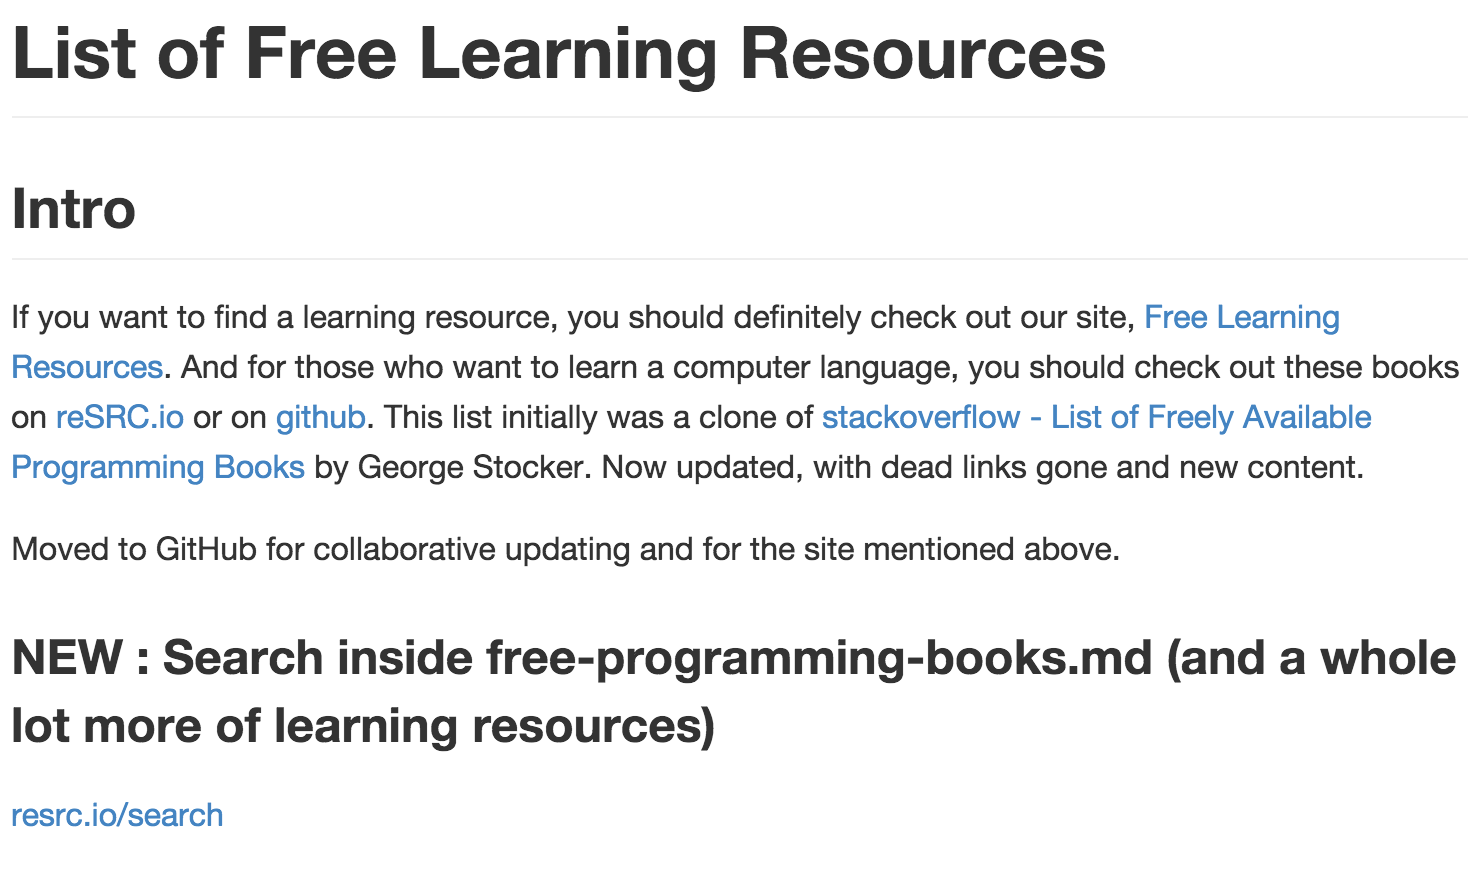 List of Free Learning Resources
Intro
If you want to find a learning resource, you should definitely check out our site, Free Learning
Resources. And for those who want to learn a computer language, you should check out these books
on reSRC.io or on github. This list initially was a clone of stackoverflow - List of Freely Available
Programming Books by George Stocker. Now updated, with dead links gone and new content.
Moved to GitHub for collaborative updating and for the site mentioned above.
NEW : Search inside free-programming-books.md (and a whole
lot more of learning resources)
resrc.io/search